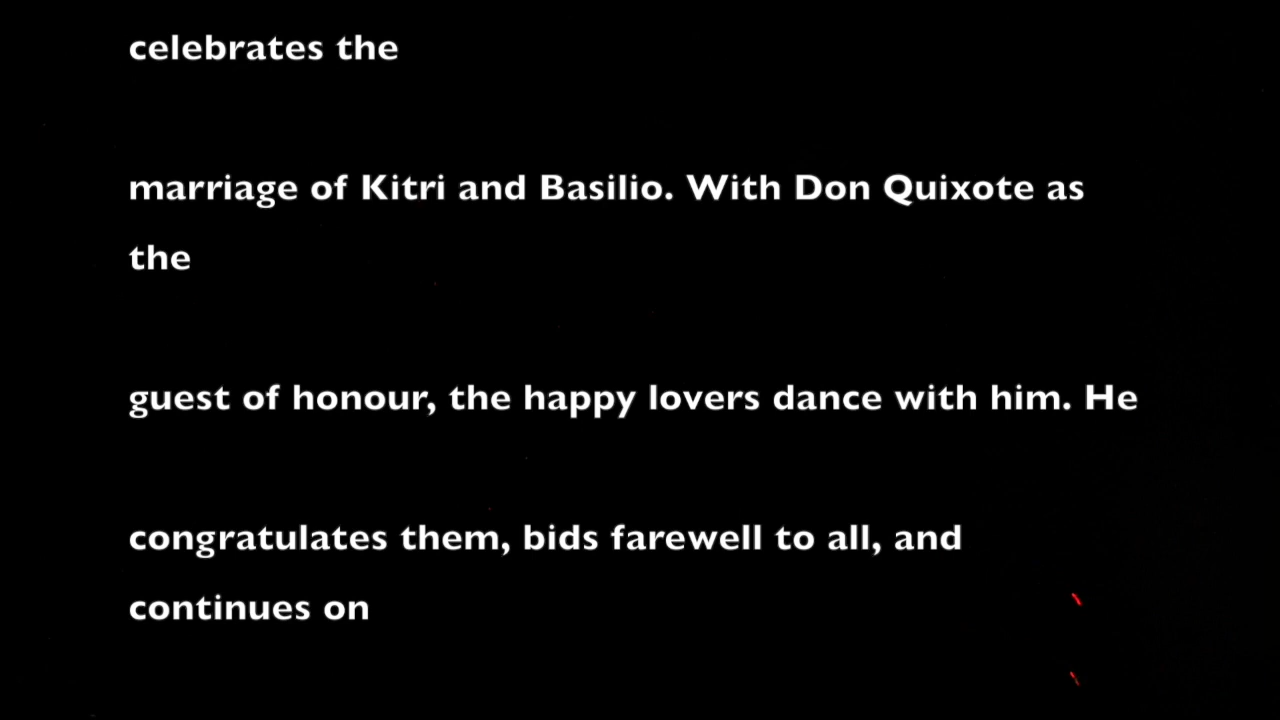 celebrates the
marriage of Kitri and Basilio. With Don Quixote as
the
guest of honour, the happy lovers dance with him. He
congratulates them, bids farewell to all, and
continues on